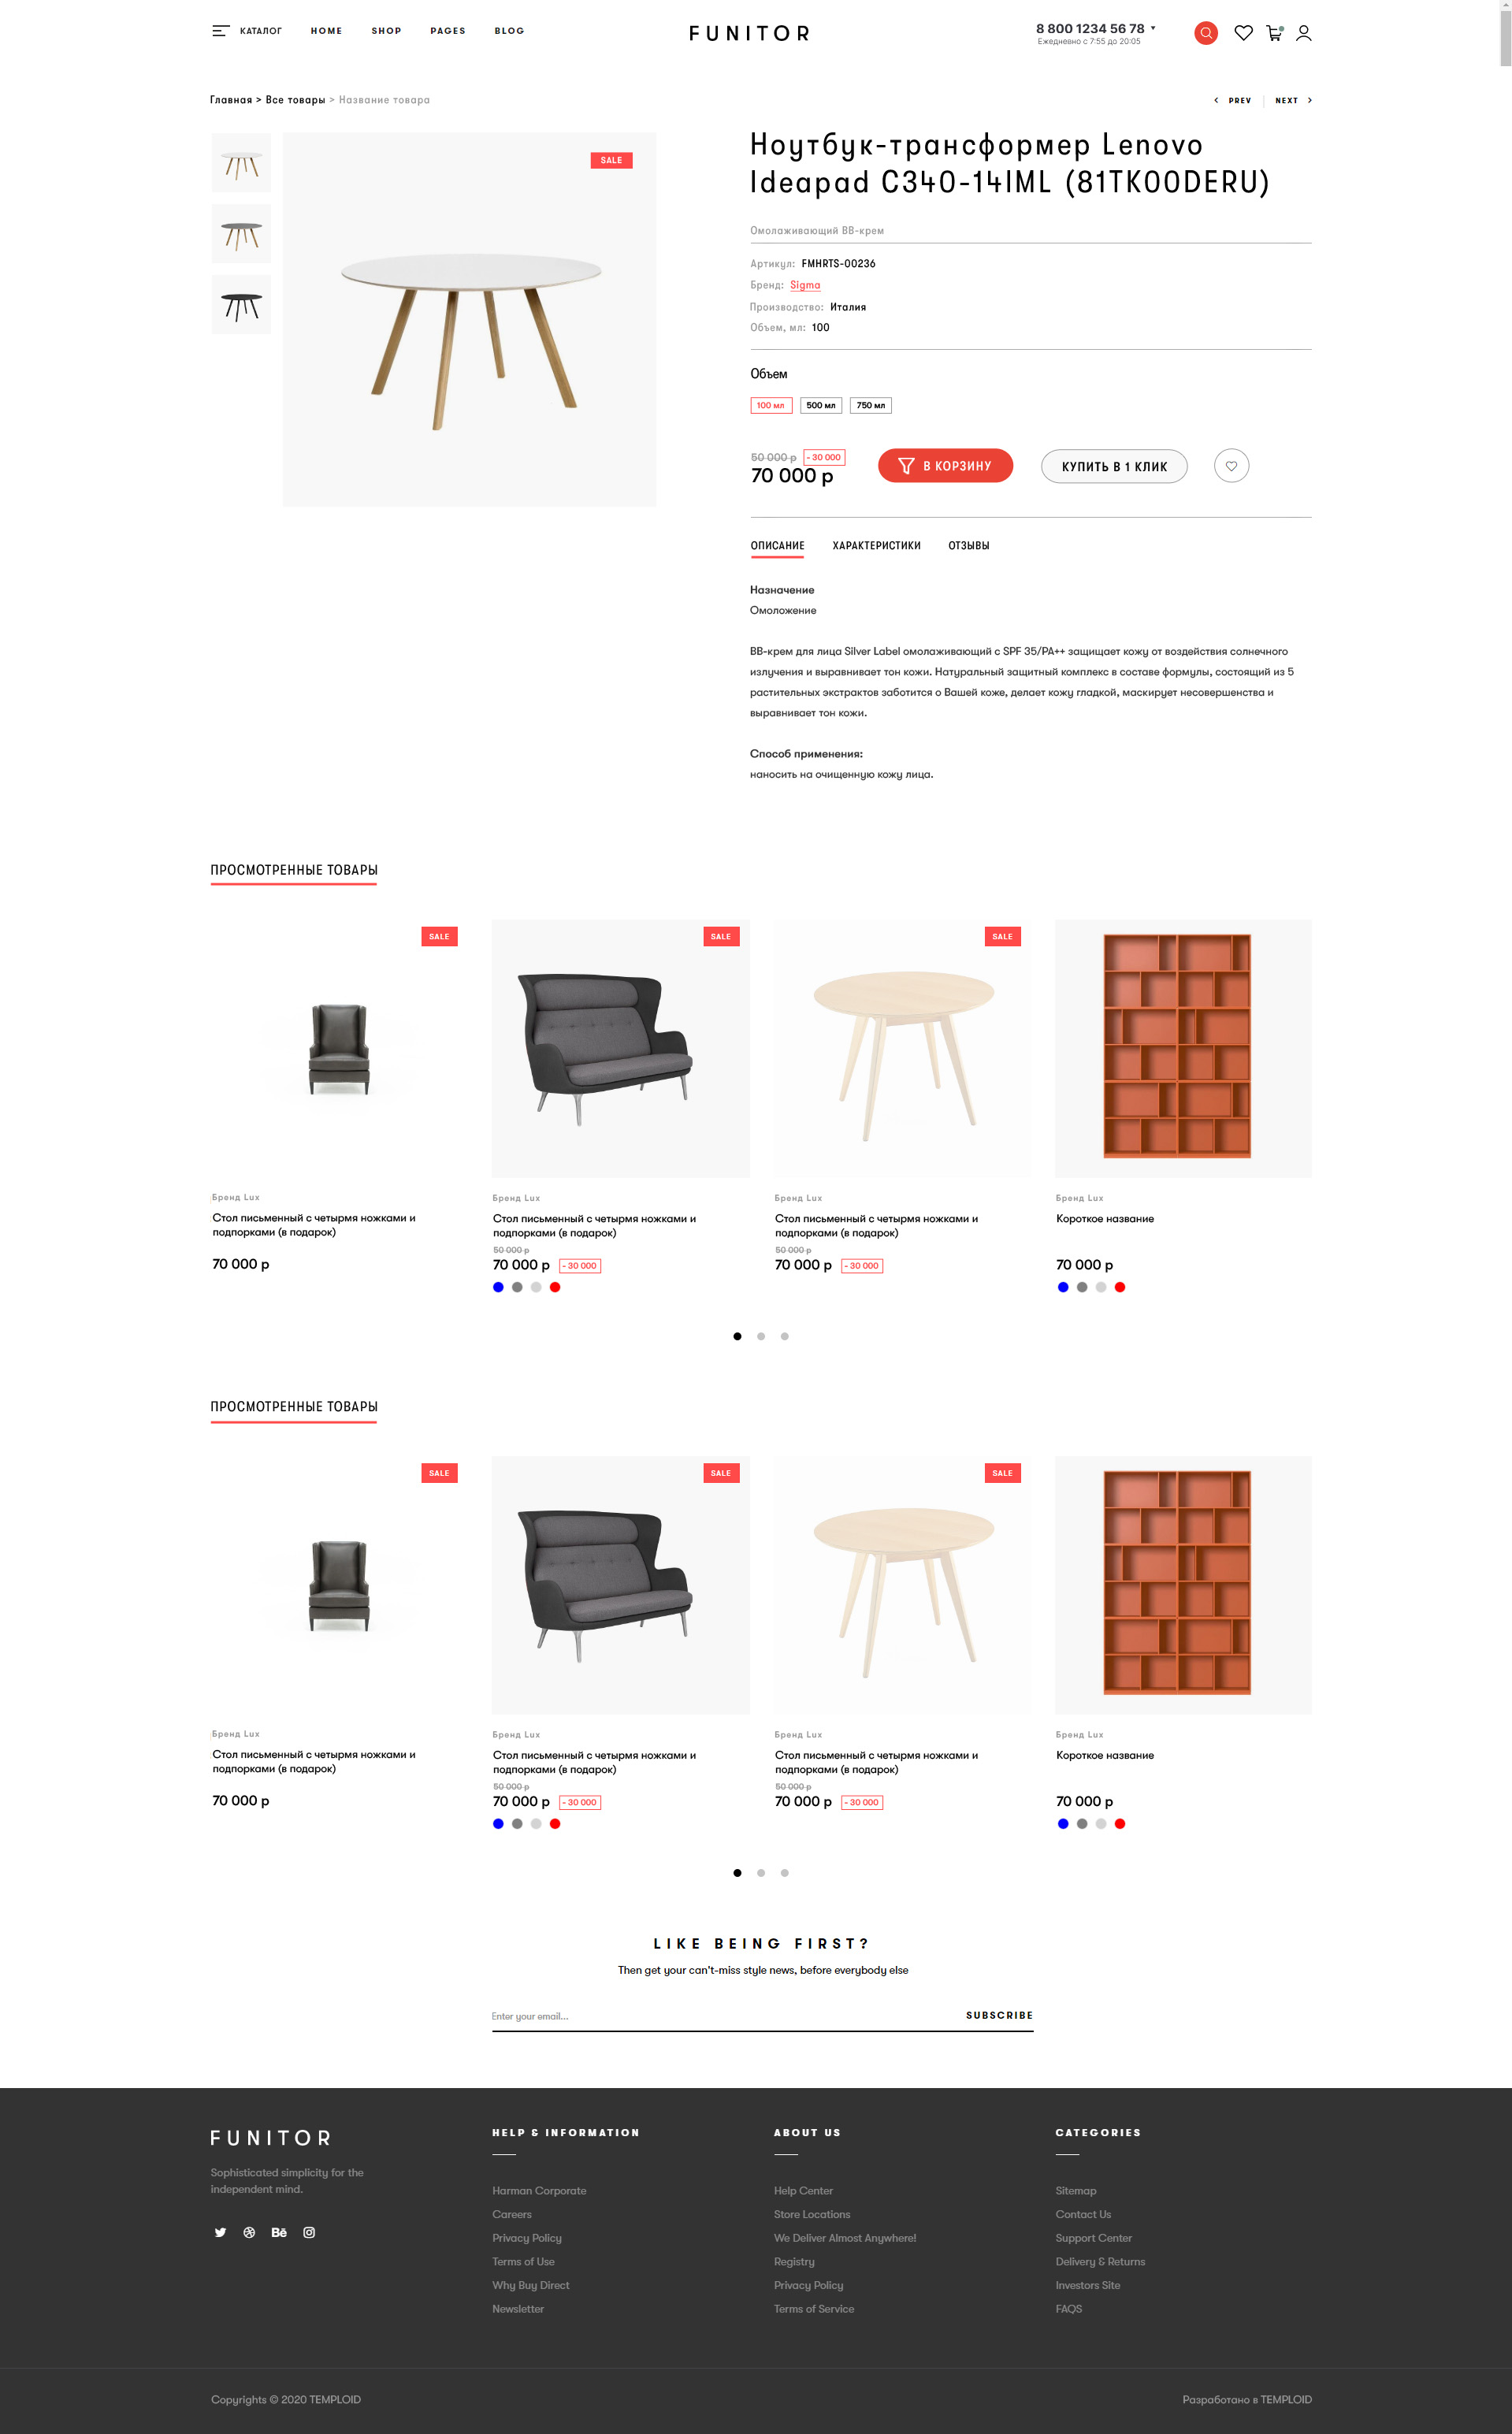 КАТАЛОГ HOME SHOP PAGES BLOG
FUNITOR
8 800 1234 56 78
Ежедневно с 7:55 до 20:05
Главная > Все товары > Название товара
PREV NEXT
SALE
Ноутбук-трансформер Lenovo
Ideapad C340-14IML (81TK00DERU)
Омолаживающий BB-крем
Артикул: FMHRTS-00236
Бренд: Sigma
Производство: Италия
Объем, мл: 100
Объем
100 мл 500 мл 750 мл
50 000 р - 30 000
70 000 р
В КОРЗИНУ
КУПИТЬ В 1 КЛИК
ОПИСАНИЕ ХАРАКТЕРИСТИКИ ОТЗЫВЫ
Назначение
Омоложение
BB-крем для лица Silver Label омолаживающий с SPF 35/PA++ защищает кожу от воздействия солнечного
излучения и выравнивает тон кожи. Натуральный защитный комплекс в составе формулы, состоящий из 5
растительных экстрактов заботится о Вашей коже, делает кожу гладкой, маскирует несовершенства и
выравнивает тон кожи.
Способ применения:
наносить на очищенную кожу лица.
ПРОСМОТРЕННЫЕ ТОВАРЫ
SALE
SALE
SALE
Бренд Lux
Стол письменный с четырмя ножками и
подпорками (в подарок)
70 000 р
Бренд Lux
Стол письменный с четырмя ножками и
подпорками (в подарок)
50 000 р
70 000 р - 30 000
Бренд Lux
Стол письменный с четырмя ножками и
подпорками (в подарок)
50 000 р
70 000 р - 30 000
Бренд Lux
Короткое название
70 000 р
ПРОСМОТРЕННЫЕ ТОВАРЫ
SALE
SALE
SALE
Бренд Lux
Стол письменный с четырмя ножками и
подпорками (в подарок)
70 000 р
Бренд Lux
Стол письменный с четырмя ножками и
подпорками (в подарок)
50 000 р
70 000 р - 30 000
Бренд Lux
Стол письменный с четырмя ножками и
подпорками (в подарок)
50 000 р
70 000 р - 30 000
Бренд Lux
Короткое название
70 000 р
LIKE BEING FIRST?
Then get your can't-miss style news, before everybody else
Enter your email... SUBSCRIBE
FUNITOR
Sophisticated simplicity for the
independent mind.
Bē
HELP & INFORMATION
Harman Corporate
Careers
Privacy Policy
Terms of Use
Why Buy Direct
Newsletter
ABOUT US
Help Center
Store Locations
We Deliver Almost Anywhere!
Registry
Privacy Policy
Terms of Service
CATEGORIES
Sitemap
Contact Us
Support Center
Delivery & Returns
Investors Site
FAQS
Copyrights © 2020 TEMPLOID
Разработано в TEMPLOID